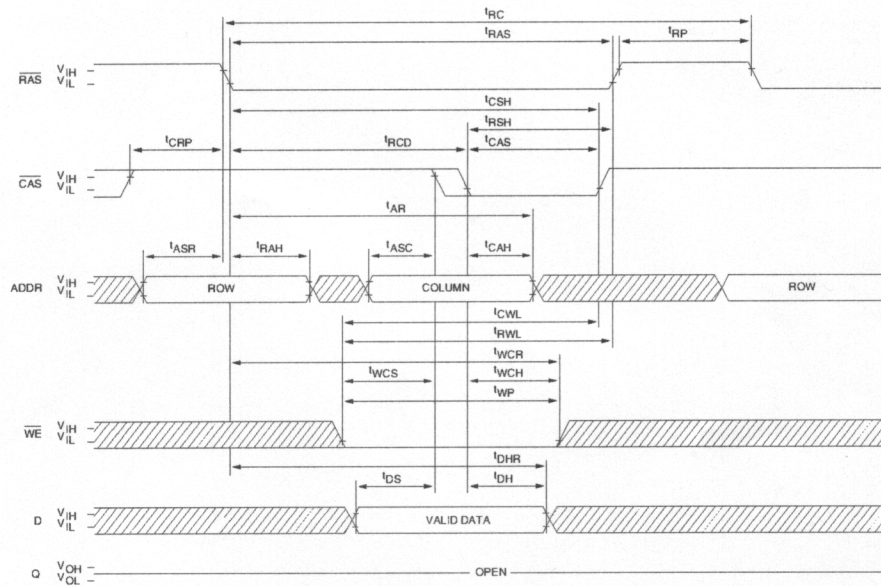 tRC
tRAS
tRP
RAS VIH
VIL
tCSH
tRSH
tCRP tRCD tCAS
CAS VIH
VIL
tAR
tASR tRAH tASC tCAH
ADDR VIH
VIL
ROW COLUMN ROW
tCWL
tRWL
tWCR
tWCS tWCH
tWP
WE VIH
VIL
tDHR
tDS tDH
D VIH
VIL
VALID DATA
Q VOH
VOL
OPEN